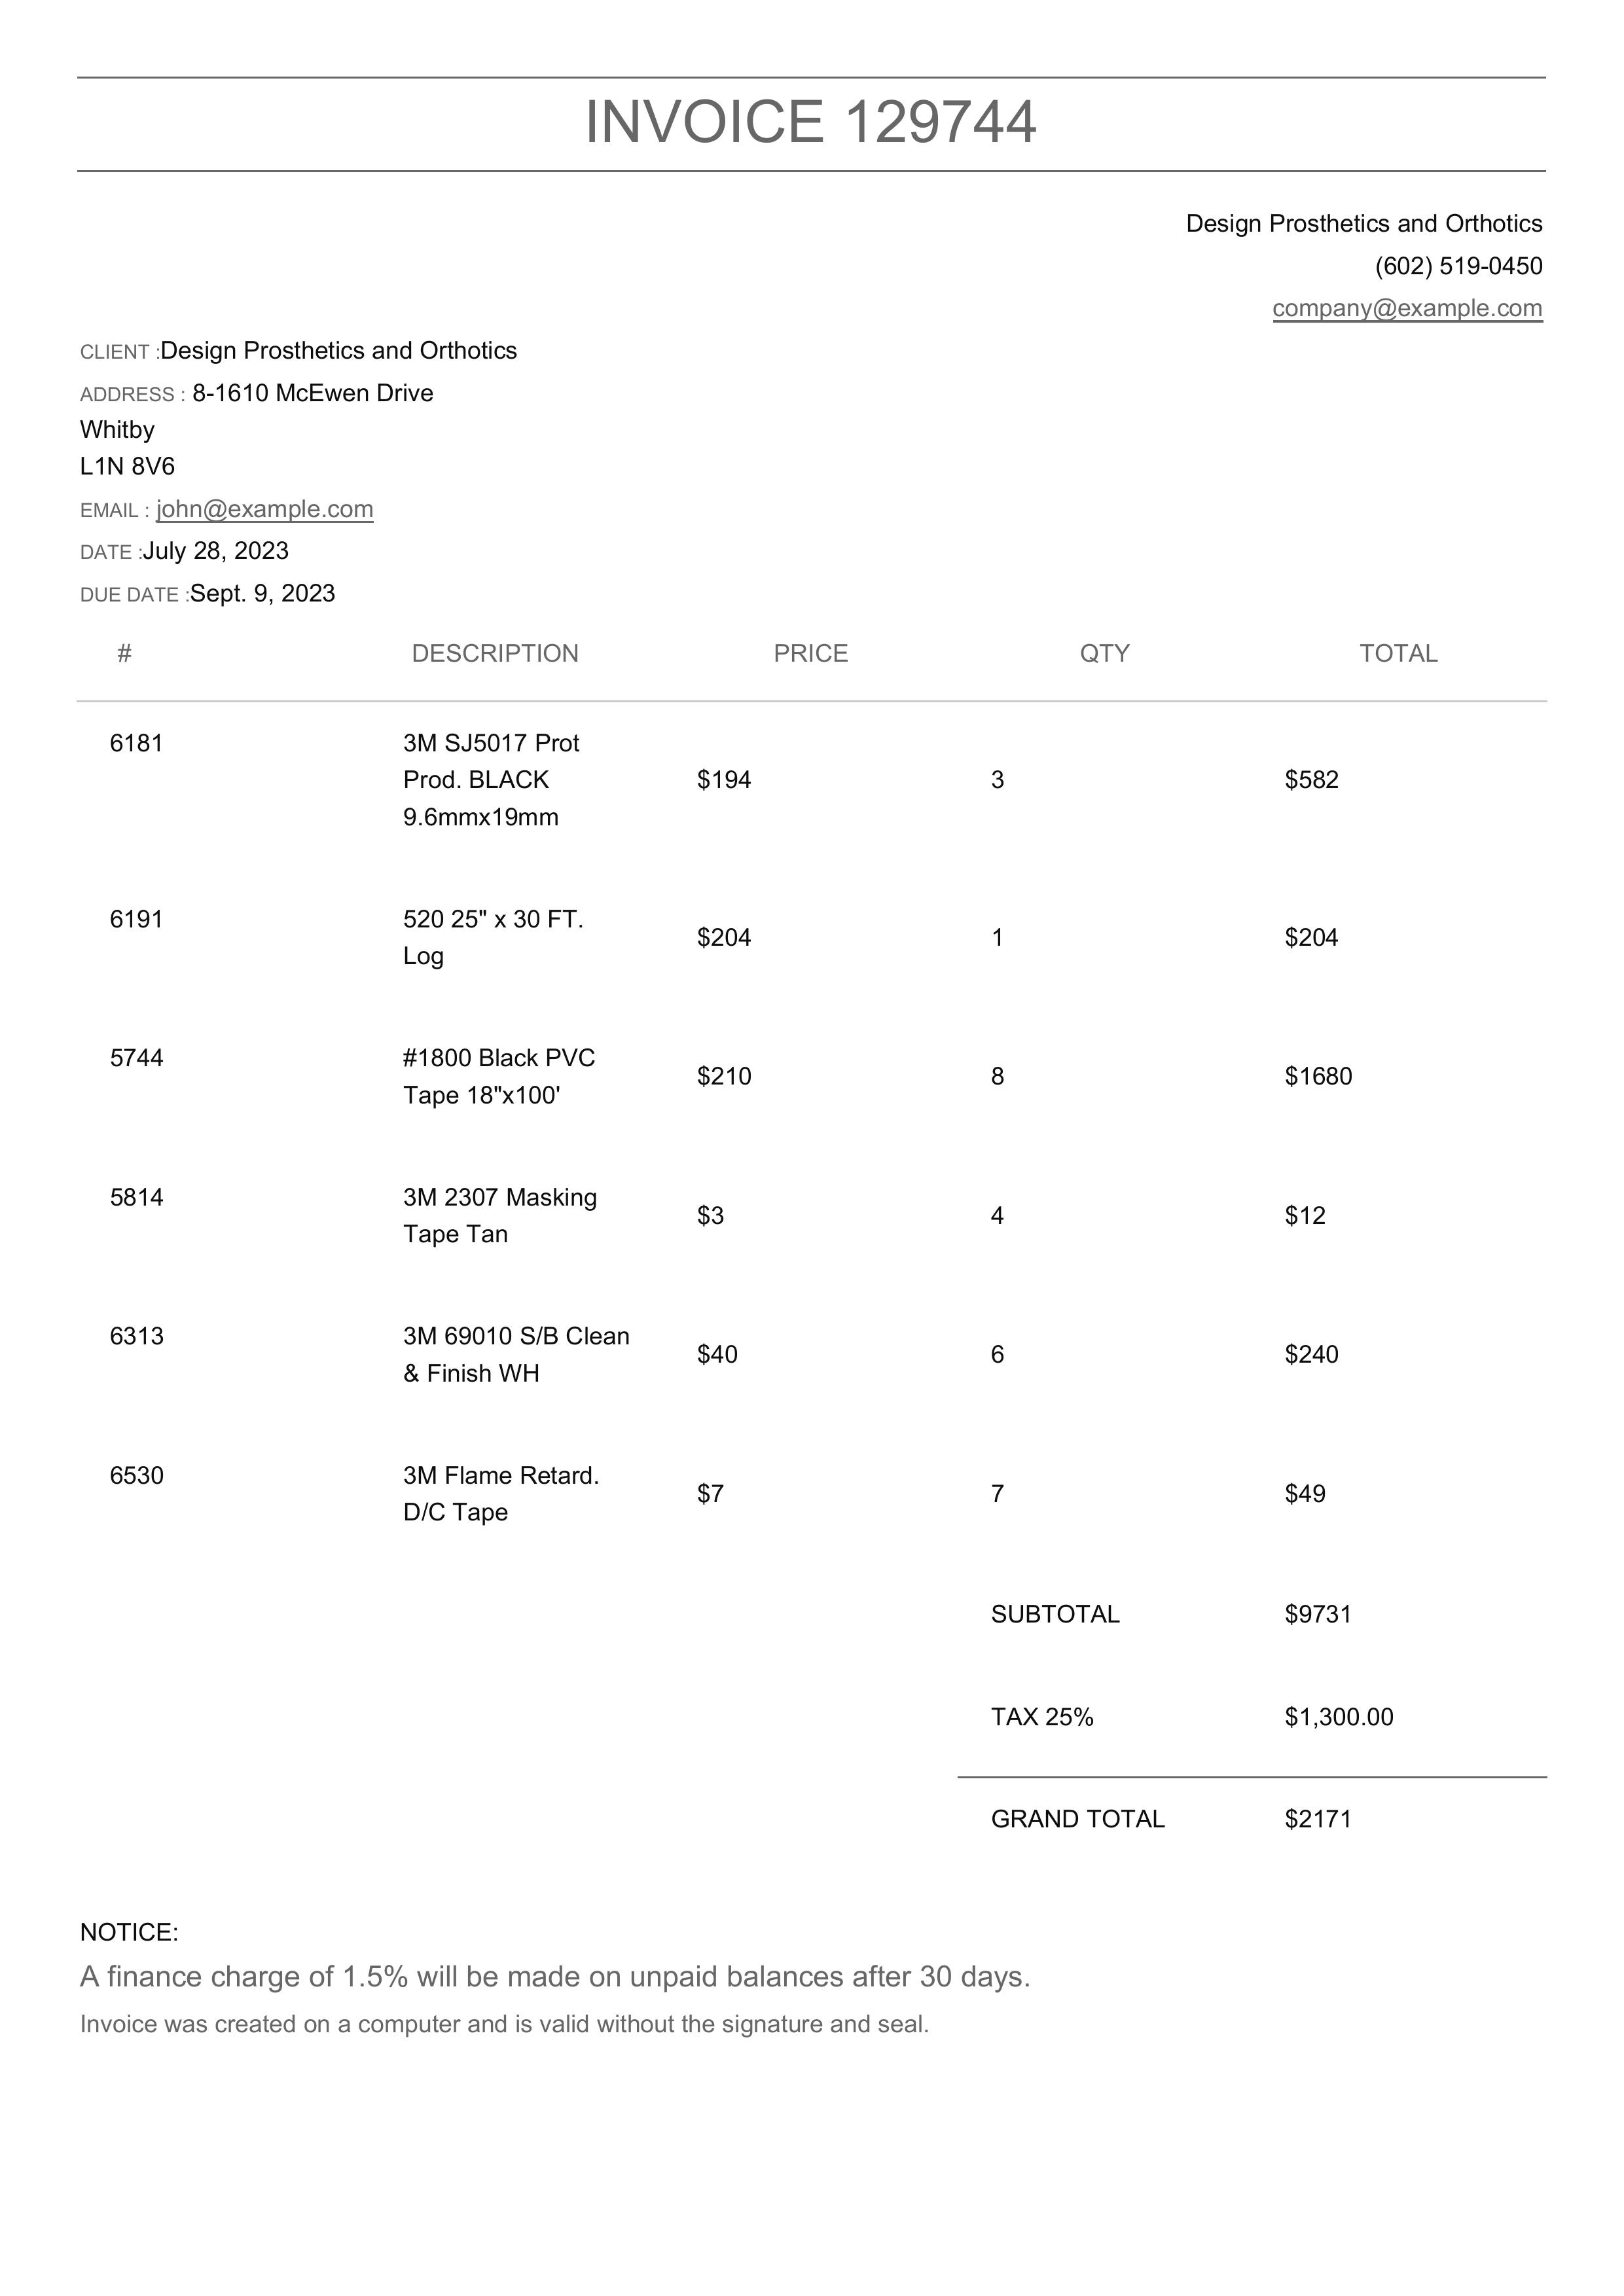 INVOICE 129744
Design Prosthetics and Orthotics
(602) 519-0450
company@example.com
CLIENT :Design Prosthetics and Orthotics
ADDRESS : 8-1610 McEwen Drive
Whitby
L1N 8V6
EMAIL : john@example.com
DATE :July 28, 2023
DUE DATE :Sept. 9, 2023
# DESCRIPTION PRICE QTY TOTAL
6181 3M SJ5017 Prot
Prod. BLACK $194 3 $582
9.6mmx19mm
6191 520 25" x 30 FT.
Log $204 1 $204
5744 #1800 Black PVC
Tape 18"x100' $210 8 $1680
5814 3M 2307 Masking
Tape Tan $3 4 $12
6313 3M 69010 S/B Clean
& Finish WH $40 6 $240
6530 3M Flame Retard.
D/C Tape $7 7 $49
SUBTOTAL $9731
TAX 25% $1,300.00
GRAND TOTAL $2171
NOTICE:
A finance charge of 1.5% will be made on unpaid balances after 30 days.
Invoice was created on a computer and is valid without the signature and seal.